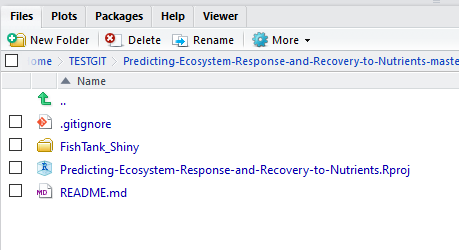 Files Plots Packages Help Viewer
New Folder Delete Rename More
ome TESTGIT Predicting-Ecosystem-Response-and-Recovery-to-Nutrients-maste
Name
..
.gitignore
FishTank_Shiny
Predicting-Ecosystem-Response-and-Recovery-to-Nutrients.Rproj
MD README.md